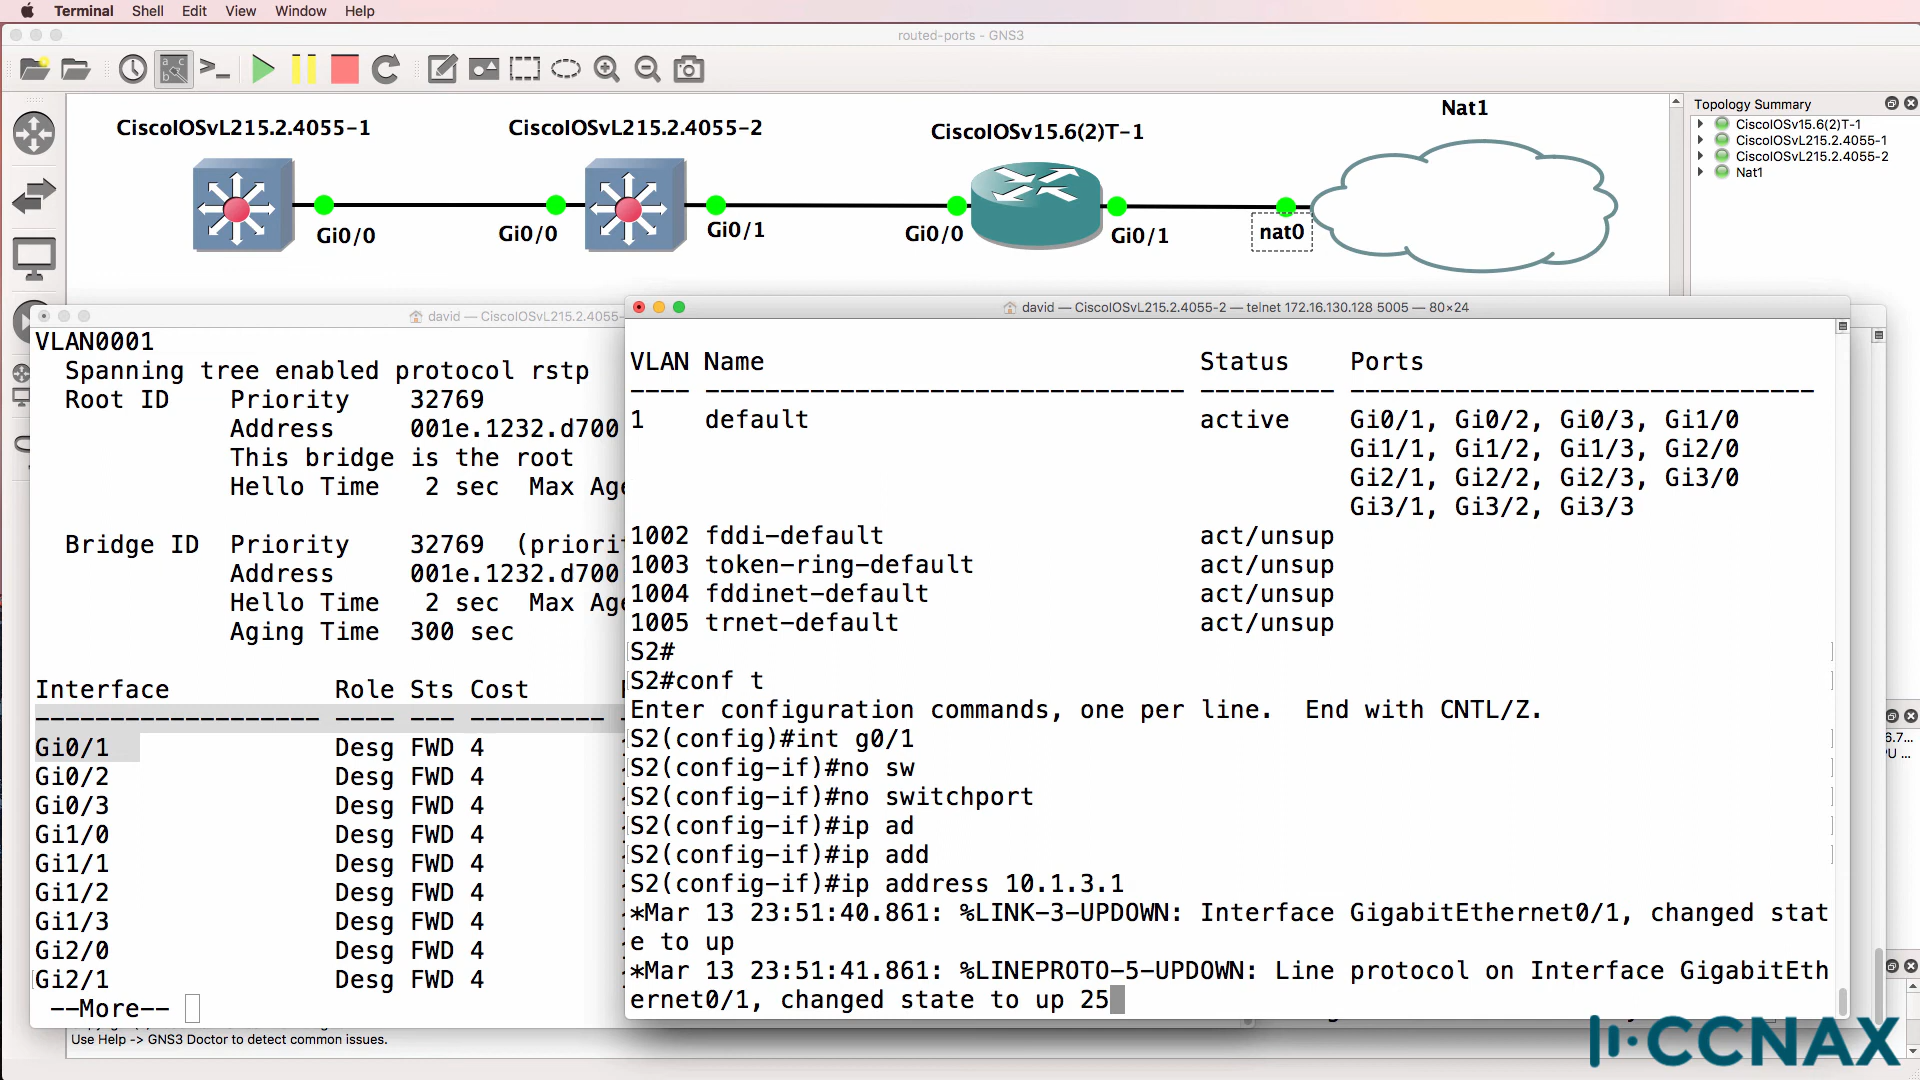 Terminal Shell Edit View Window Help
routed-ports - GNS3
CiscoIOSvL215.2.4055-1
CiscoIOSvL215.2.4055-2
CiscoIOSv15.6(2)T-1
Nat1
Gi0/0
Gi0/0
Gi0/1
Gi0/0
Gi0/1
nat0
Topology Summary
CiscoIOSv15.6(2)T-1
CiscoIOSvL215.2.4055-1
CiscoIOSvL215.2.4055-2
Nat1
david — CiscoIOSvL215.2.4055-
VLAN0001
Spanning tree enabled protocol rstp
Root ID Priority 32769
Address 001e.1232.d700
This bridge is the root
Hello Time 2 sec Max Age
Bridge ID Priority 32769 (priorit
Address 001e.1232.d700
Hello Time 2 sec Max Age
Aging Time 300 sec
Interface Role Sts Cost
------------------- ---- --- ---------
Gi0/1 Desg FWD 4
Gi0/2 Desg FWD 4
Gi0/3 Desg FWD 4
Gi1/0 Desg FWD 4
Gi1/1 Desg FWD 4
Gi1/2 Desg FWD 4
Gi1/3 Desg FWD 4
Gi2/0 Desg FWD 4
Gi2/1 Desg FWD 4
--More--
david — CiscoIOSvL215.2.4055-2 — telnet 172.16.130.128 5005 — 80×24
VLAN Name Status Ports
---- -------------------------------- --------- -------------------------------
1 default active Gi0/1, Gi0/2, Gi0/3, Gi1/0
Gi1/1, Gi1/2, Gi1/3, Gi2/0
Gi2/1, Gi2/2, Gi2/3, Gi3/0
Gi3/1, Gi3/2, Gi3/3
1002 fddi-default act/unsup
1003 token-ring-default act/unsup
1004 fddinet-default act/unsup
1005 trnet-default act/unsup
S2#
S2#conf t
Enter configuration commands, one per line. End with CNTL/Z.
S2(config)#int g0/1
S2(config-if)#no sw
S2(config-if)#no switchport
S2(config-if)#ip ad
S2(config-if)#ip add
S2(config-if)#ip address 10.1.3.1
*Mar 13 23:51:40.861: %LINK-3-UPDOWN: Interface GigabitEthernet0/1, changed stat
e to up
*Mar 13 23:51:41.861: %LINEPROTO-5-UPDOWN: Line protocol on Interface GigabitEth
ernet0/1, changed state to up 25
6.7...
PU ...
Use Help -> GNS3 Doctor to detect common issues.
CCNAX